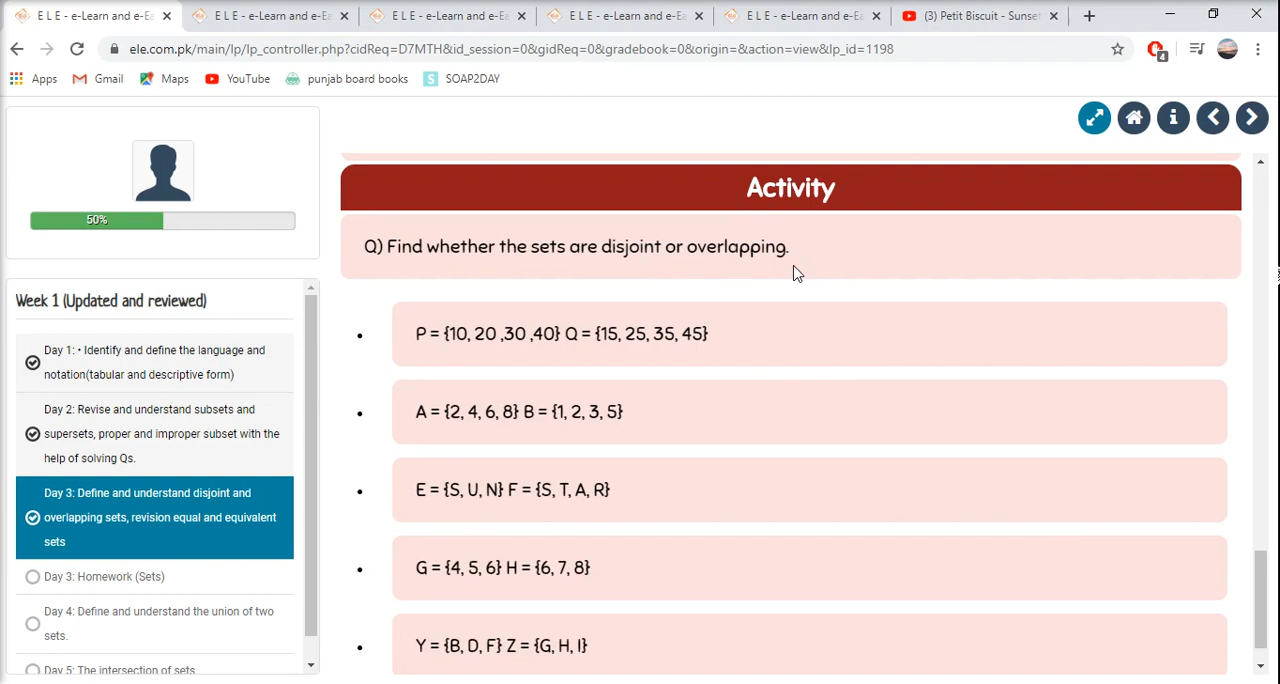 E L E - e-Learn and e-Ea
E L E - e-Learn and e-Ea
E L E - e-Learn and e-Ea
E L E - e-Learn and e-Ea
E L E - e-Learn and e-Ea
(3) Petit Biscuit - Sunset
ele.com.pk/main/lp/lp_controller.php?cidReq=D7MTH&id_session=0&gidReq=0&gradebook=0&origin=&action=view&lp_id=1198
4
Apps Gmail Maps YouTube punjab board books S SOAP2DAY
50%
Week 1 (Updated and reviewed)
Day 1: • Identify and define the language and
notation(tabular and descriptive form)
Day 2: Revise and understand subsets and
supersets, proper and improper subset with the
help of solving Qs.
Day 3: Define and understand disjoint and
overlapping sets, revision equal and equivalent
sets
Day 3: Homework (Sets)
Day 4: Define and understand the union of two
sets.
Day 5: The intersection of sets
Activity
Q) Find whether the sets are disjoint or overlapping.
• P = {10, 20 ,30 ,40} Q = {15, 25, 35, 45}
• A = {2, 4, 6, 8} B = {1, 2, 3, 5}
• E = {S, U, N} F = {S, T, A, R}
• G = {4, 5, 6} H = {6, 7, 8}
• Y = {B, D, F} Z = {G, H, I}